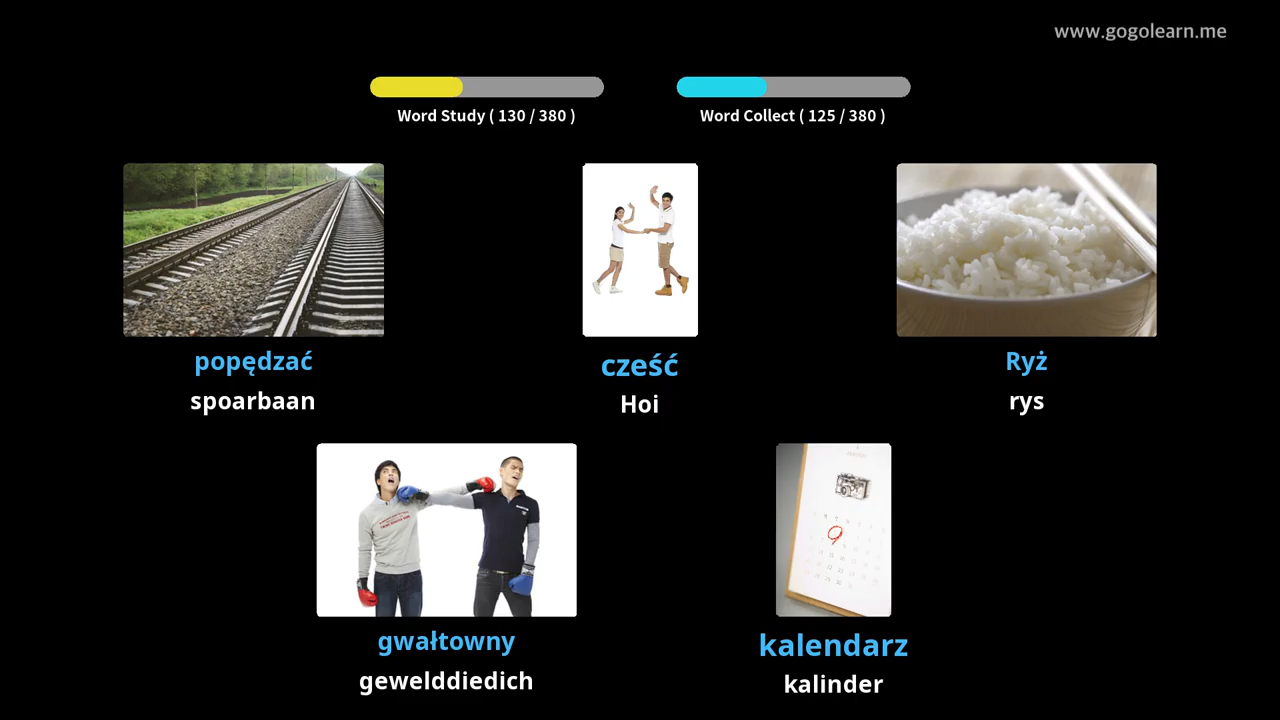 www.gogolearn.me
Word Study ( 130 / 380 )
Word Collect ( 125 / 380 )
popędzać
cześć
Ryż
spoarbaan
Hoi
rys
9
gwałtowny
kalendarz
gewelddiedich
kalinder